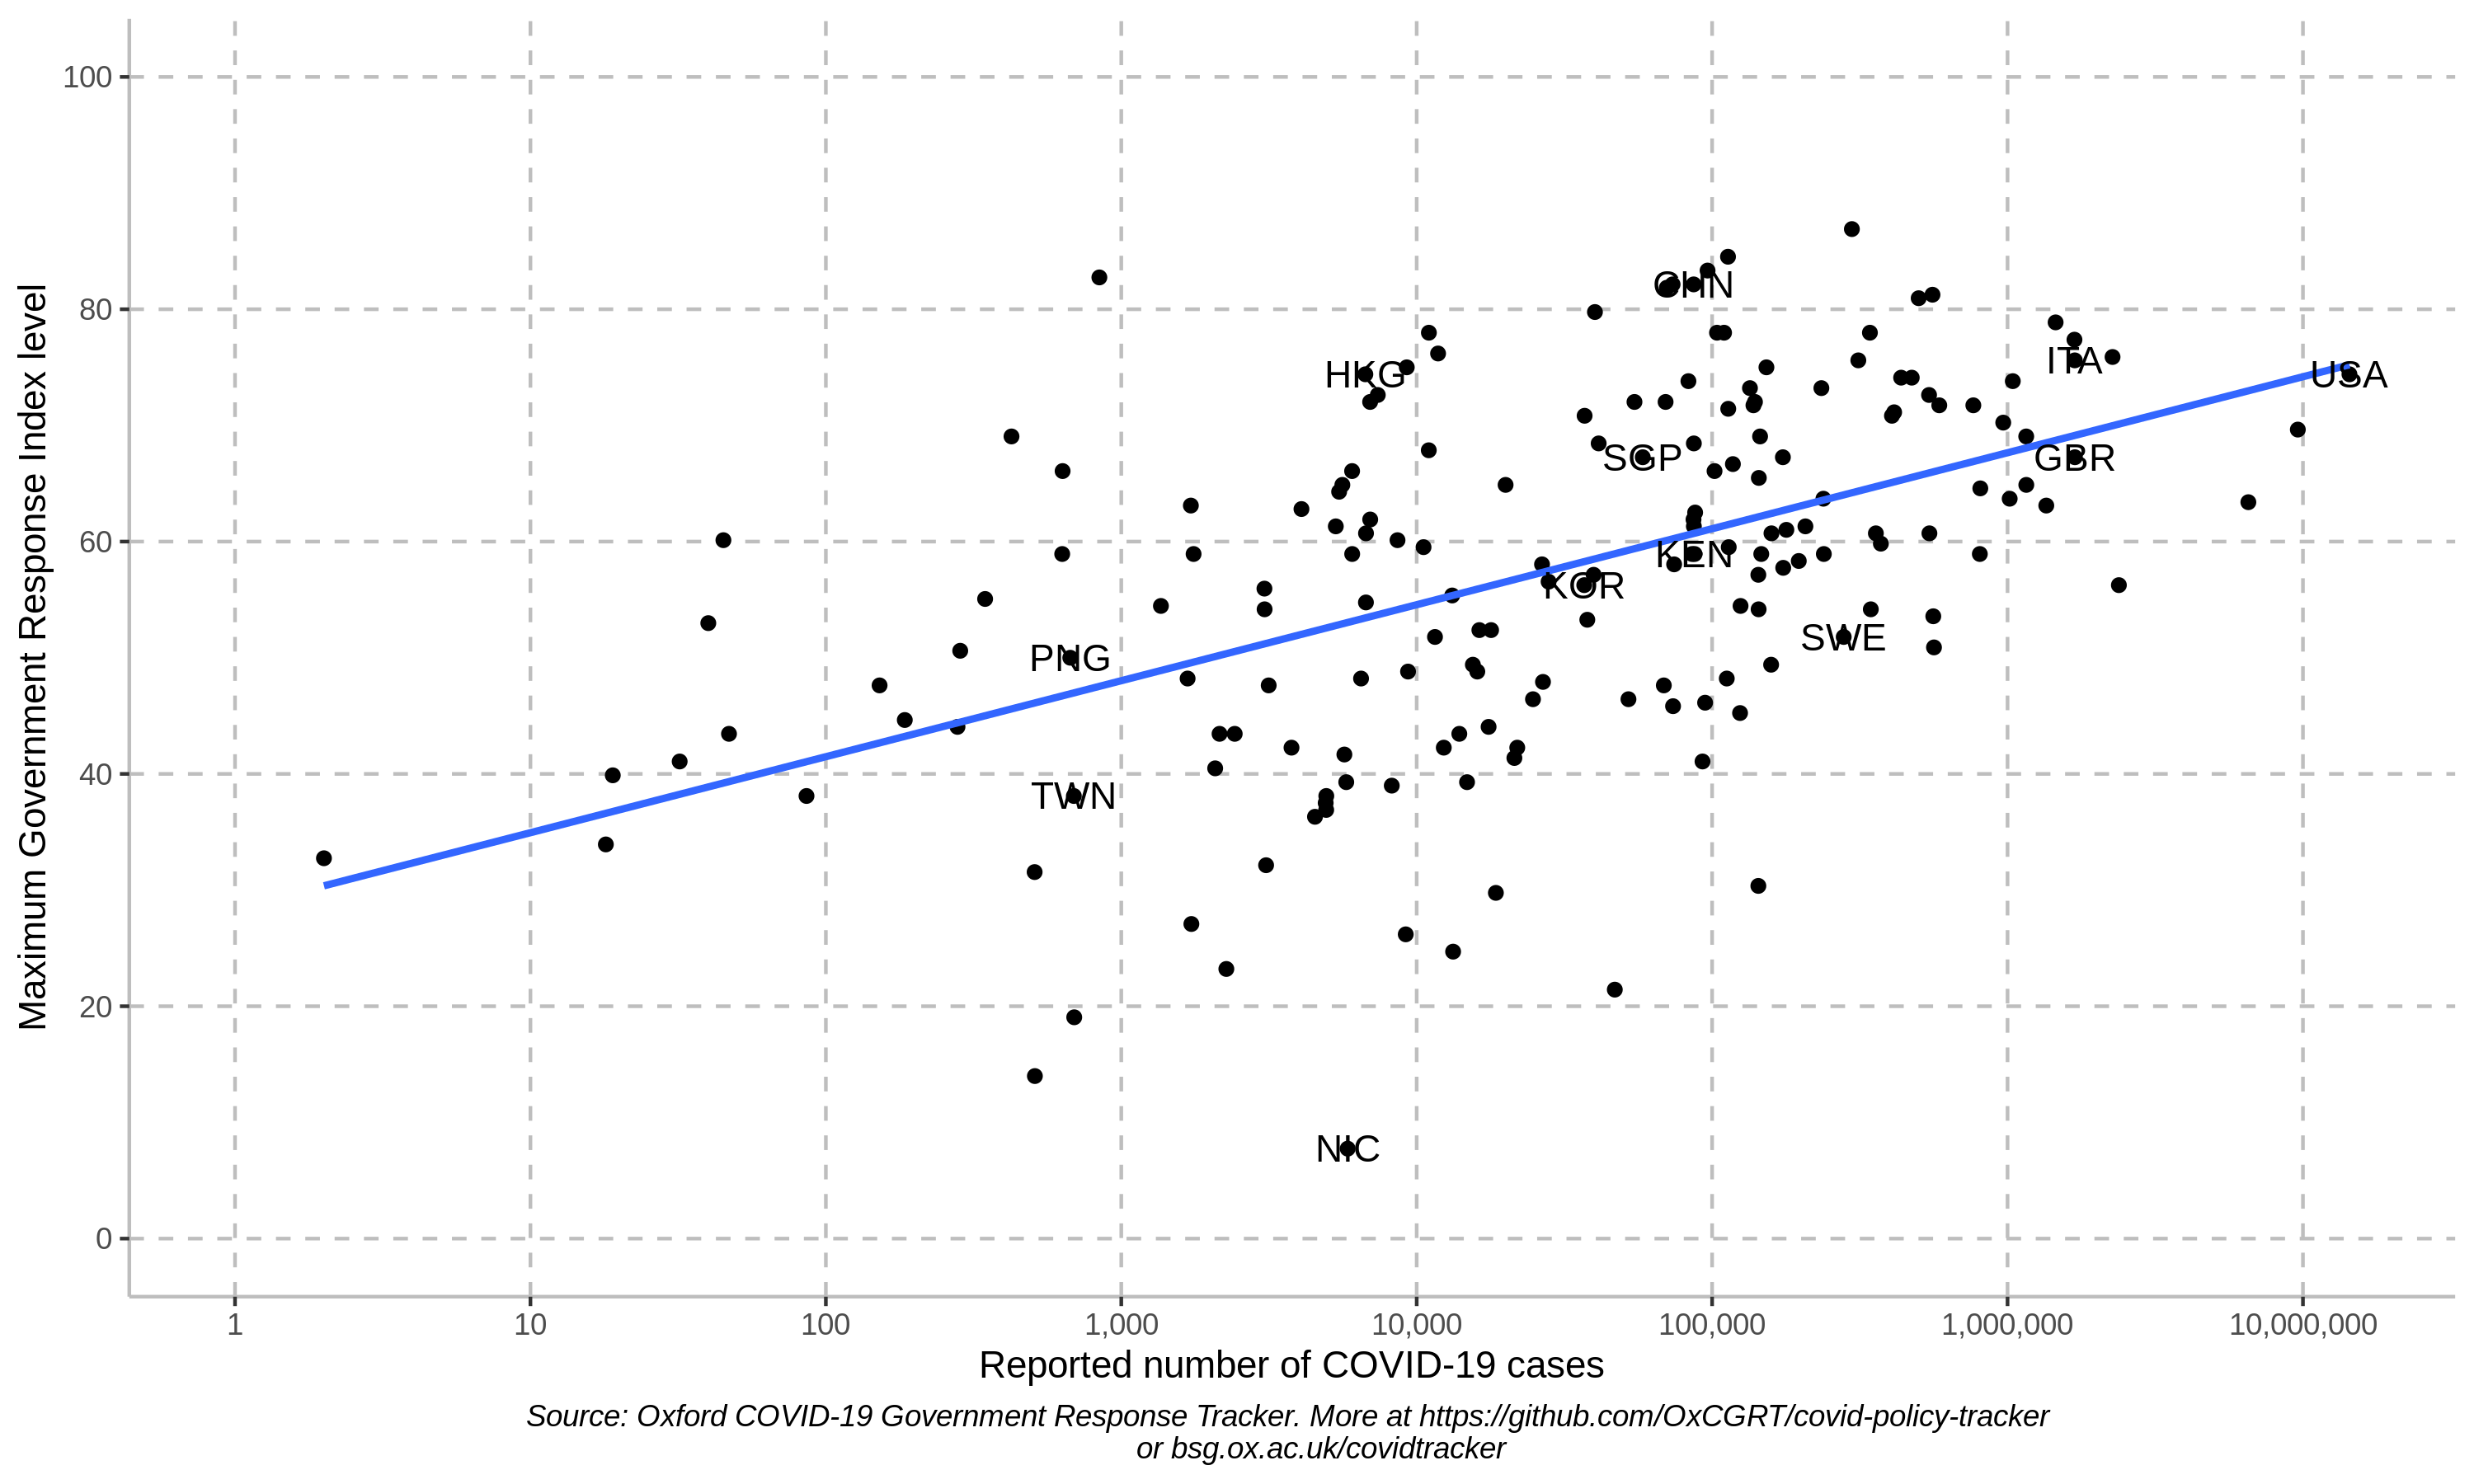 Maximum Government Response Index level
100
80
60
40
20
0
CHN
HKG
ITA
USA
SGP
GBR
KEN
KOR
SWE
PNG
TWN
NIC
1 10 100 1,000 10,000 100,000 1,000,000 10,000,000
Reported number of COVID-19 cases
Source: Oxford COVID-19 Government Response Tracker. More at https://github.com/OxCGRT/covid-policy-tracker
or bsg.ox.ac.uk/covidtracker